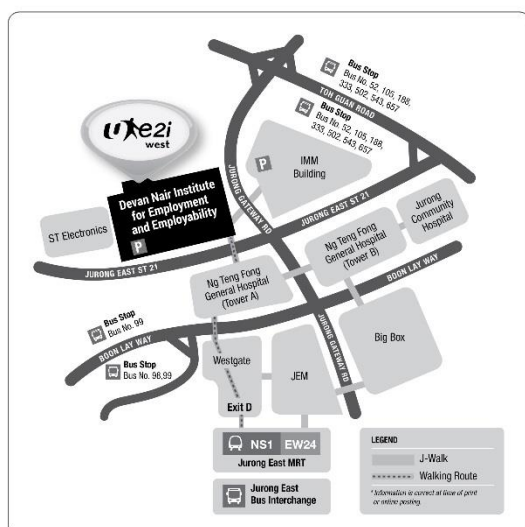 Bus Stop
Bus No. 52, 105, 188,
333, 502, 543, 657
TOH GUAN ROAD
Bus Stop
Bus No. 52, 105, 188,
333, 502, 543, 657
e2i
west
P
IMM
Building
JURONG GATEWAY RD
Devan Nair Institute
for Employment
and Employability
P
ST Electronics
JURONG EAST ST 21
JURONG EAST ST 21
Jurong
Community
Hospital
Ng Teng Fong
General Hospital
(Tower B)
Ng Teng Fong
General Hospital
(Tower A)
BOON LAY WAY
Bus Stop
Bus No. 99
BOON LAY WAY
Bus Stop
Bus No. 98,99
Westgate
Exit D
JEM
JURONG GATEWAY RD
Big Box
NS1 EW24
Jurong East MRT
Jurong East
Bus Interchange
LEGEND
J-Walk
Walking Route
* Information is correct at time of print
or online posting.